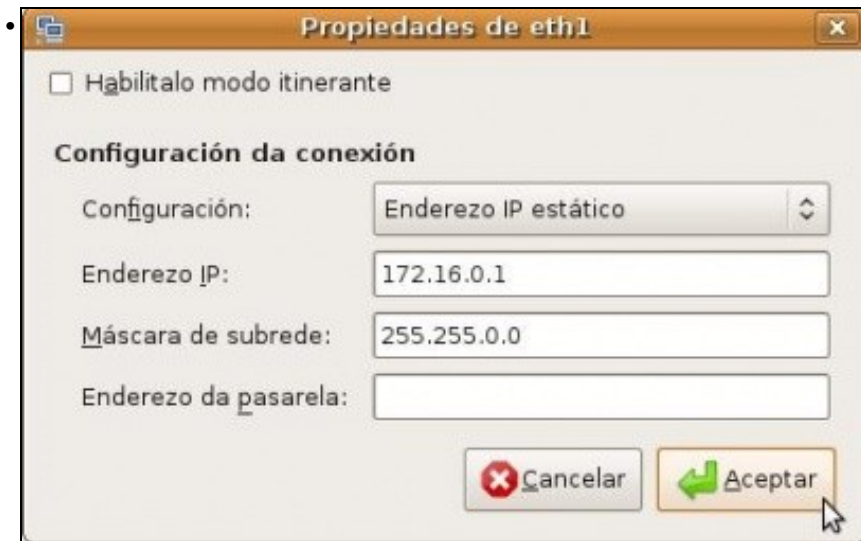 Propiedades de eth1
Habilitalo modo itinerante
Configuración da conexión
Configuración: Enderezo IP estático
Enderezo IP: 172.16.0.1
Máscara de subrede: 255.255.0.0
Enderezo da pasarela:
Cancelar Aceptar